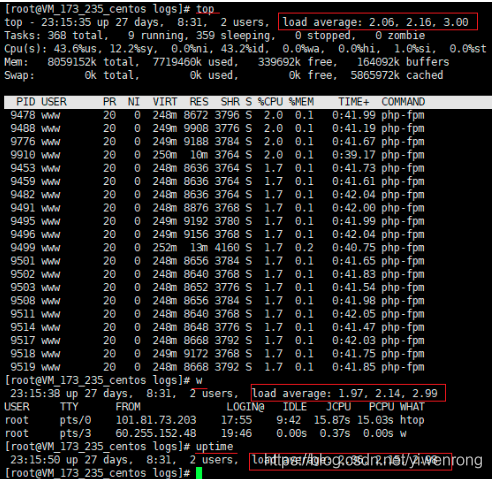 [root@VM_173_235_centos logs]# top
top - 23:15:35 up 27 days,  8:31,  2 users,  load average: 2.06, 2.16, 3.00
Tasks: 368 total,   9 running, 359 sleeping,   0 stopped,   0 zombie
Cpu(s): 43.6%us, 12.2%sy,  0.0%ni, 43.2%id,  0.0%wa,  0.0%hi,  1.0%si,  0.0%st
Mem:   8059152k total,  7719460k used,   339692k free,   164092k buffers
Swap:        0k total,        0k used,        0k free,  5865972k cached
PID USER      PR  NI  VIRT  RES  SHR S %CPU %MEM    TIME+  COMMAND
9478 www       20   0  248m 8672 3796 S  2.0  0.1   0:41.99 php-fpm
9488 www       20   0  249m 9908 3776 S  2.0  0.1   0:41.19 php-fpm
9776 www       20   0  249m 9188 3784 S  2.0  0.1   0:41.67 php-fpm
9910 www       20   0  250m  10m 3764 S  2.0  0.1   0:39.17 php-fpm
9453 www       20   0  248m 8636 3764 S  1.7  0.1   0:41.73 php-fpm
9459 www       20   0  248m 8636 3764 S  1.7  0.1   0:41.61 php-fpm
9482 www       20   0  248m 8636 3764 S  1.7  0.1   0:42.04 php-fpm
9491 www       20   0  248m 8876 3768 S  1.7  0.1   0:42.00 php-fpm
9495 www       20   0  249m 9192 3780 S  1.7  0.1   0:41.99 php-fpm
9496 www       20   0  249m 9156 3768 S  1.7  0.1   0:42.04 php-fpm
9499 www       20   0  252m  13m 4160 S  1.7  0.2   0:40.75 php-fpm
9501 www       20   0  248m 8656 3784 S  1.7  0.1   0:41.65 php-fpm
9502 www       20   0  248m 8640 3768 S  1.7  0.1   0:41.83 php-fpm
9503 www       20   0  248m 8652 3776 S  1.7  0.1   0:41.54 php-fpm
9508 www       20   0  248m 8656 3784 S  1.7  0.1   0:41.98 php-fpm
9511 www       20   0  248m 8640 3768 S  1.7  0.1   0:42.05 php-fpm
9514 www       20   0  248m 8648 3776 S  1.7  0.1   0:41.47 php-fpm
9517 www       20   0  248m 8668 3792 S  1.7  0.1   0:42.03 php-fpm
9518 www       20   0  249m 9172 3768 S  1.7  0.1   0:41.75 php-fpm
9519 www       20   0  248m 8668 3792 S  1.7  0.1   0:41.85 php-fpm
[root@VM_173_235_centos logs]# w
23:15:38 up 27 days,  8:31,  2 users,  load average: 1.97, 2.14, 2.99
USER     TTY      FROM              LOGIN@   IDLE   JCPU   PCPU WHAT
root     pts/0    101.81.73.203    17:55    9:42  15.87s 15.03s htop
root     pts/3    60.255.152.48    19:46    0.00s  0.37s  0.00s w
[root@VM_173_235_centos logs]# uptime
23:15:50 up 27 days,  8:31,  2 users,  load average:
https://blog.csdn.net/yiwenrong
[root@VM_173_235_centos logs]#